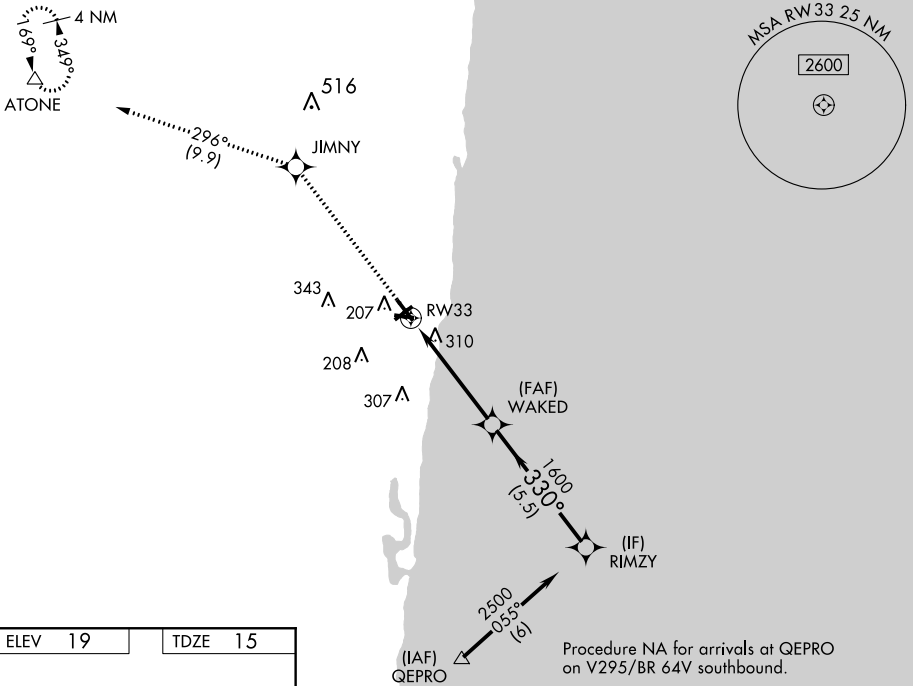 4 NM
169°
349°
ATONE
MSA RW33 25 NM
2600
516
296°
(9.9)
JIMNY
343
207
RW33
310
208
307
(FAF)
WAKED
1600
330°
(5.5)
(IF)
RIMZY
2500
055°
(6)
(IAF)
QEPRO
Procedure NA for arrivals at QEPRO
on V295/BR 64V southbound.
ELEV 19
TDZE 15